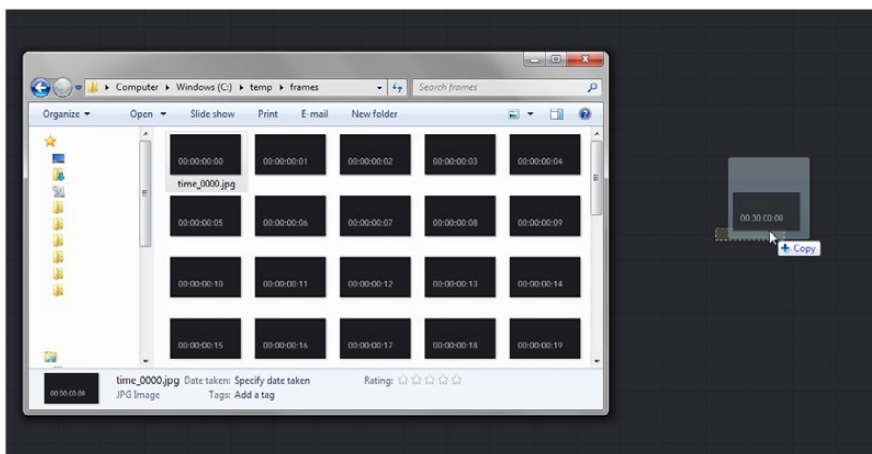 Computer Windows (C:) temp frames
Search frames
Organize Open Slide show Print E-mail New folder
00:00:00:00 00:00:00:01 00:00:00:02 00:00:00:03 00:00:00:04
time_0000.jpg
00:00:00:05 00:00:00:06 00:00:00:07 00:00:00:08 00:00:00:09
00:00:00:10 00:00:00:11 00:00:00:12 00:00:00:13 00:00:00:14
00:00:00:15 00:00:00:16 00:00:00:17 00:00:00:18 00:00:00:19
time_0000.jpg Date taken: Specify date taken Rating:
00:00:00:00 JPG Image Tags: Add a tag
00:00:00:00
Copy